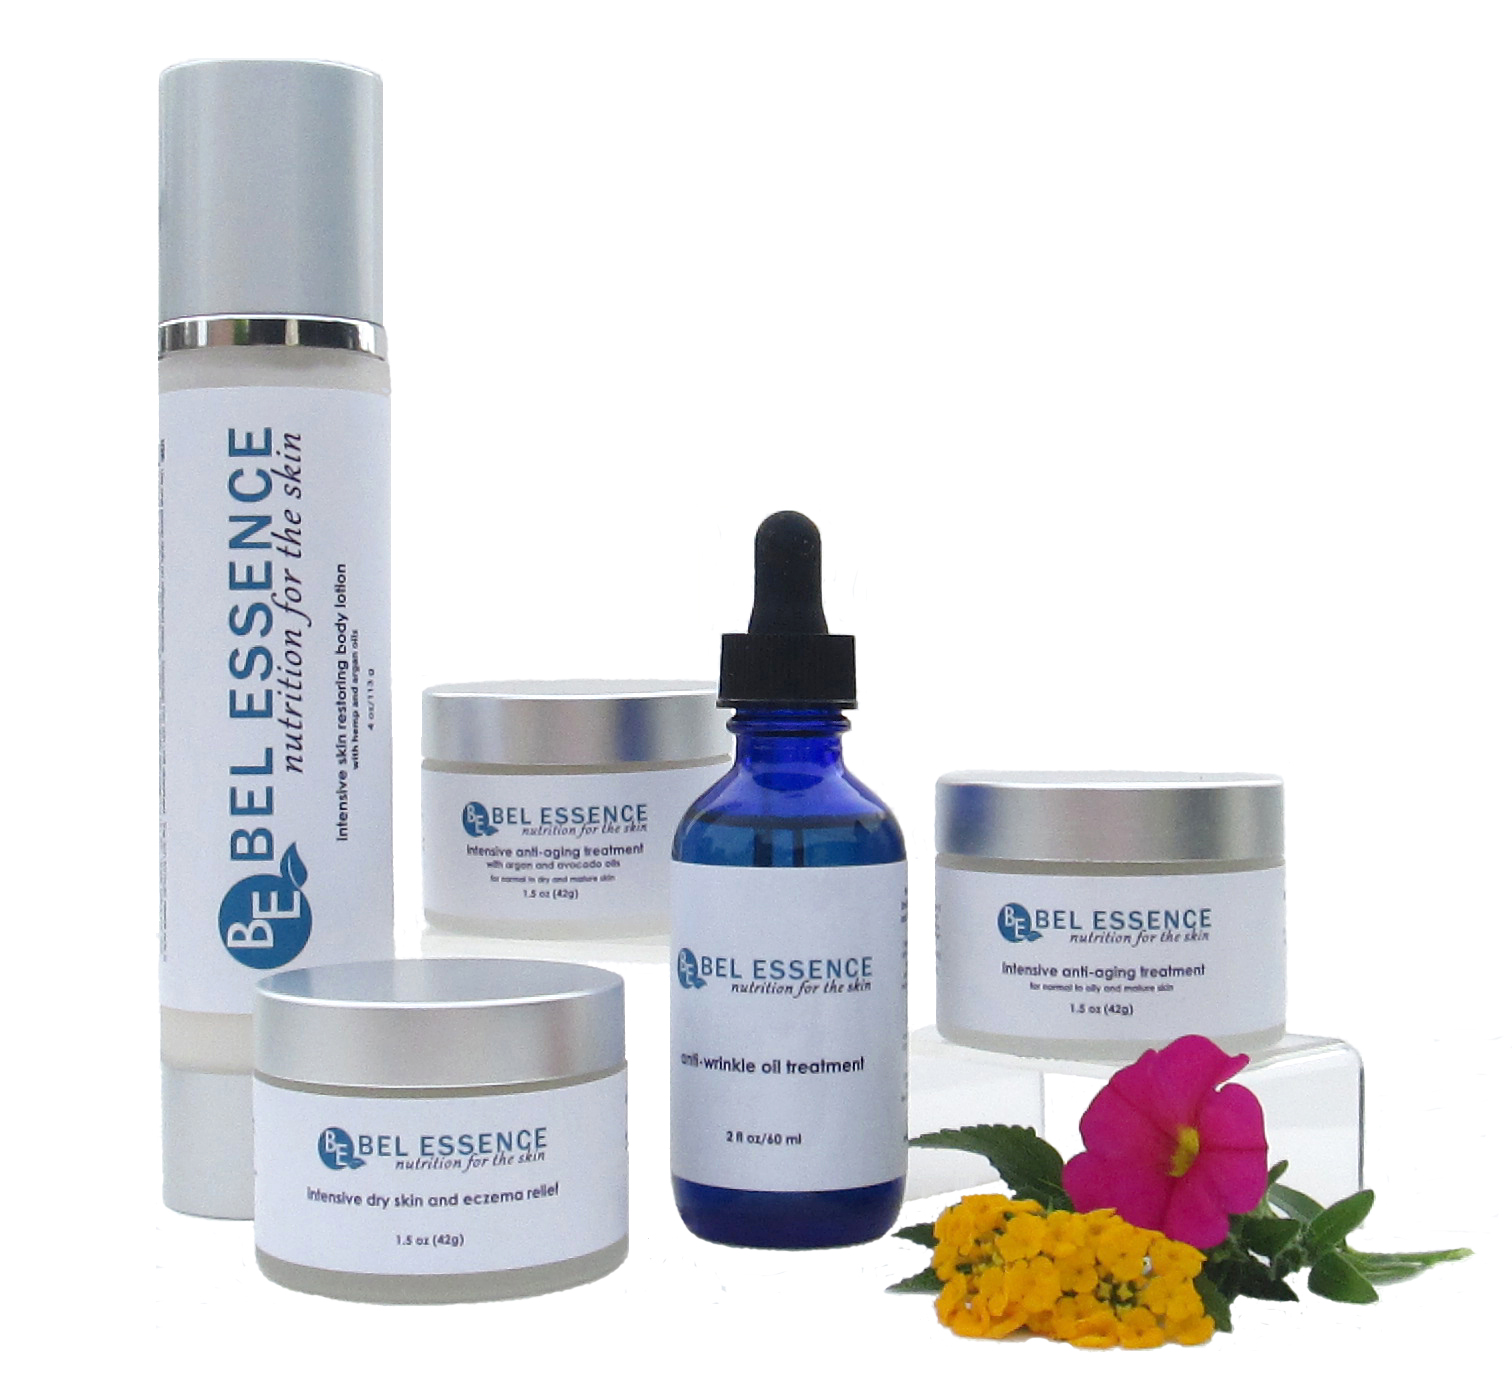 BE BEL ESSENCE
nutrition for the skin
intensive skin restoring body lotion
with hemp and argan oils
4 oz/113 g
BE BEL ESSENCE
nutrition for the skin
intensive anti-aging treatment
with argan and avocado oils
for normal to dry and mature skin
1.5 oz (42g)
BE BEL ESSENCE
nutrition for the skin
anti-wrinkle oil treatment
2 fl oz/60 ml
BE BEL ESSENCE
nutrition for the skin
intensive anti-aging treatment
for normal to oily and mature skin
1.5 oz (42g)
BE BEL ESSENCE
nutrition for the skin
intensive dry skin and eczema relief
1.5 oz (42g)